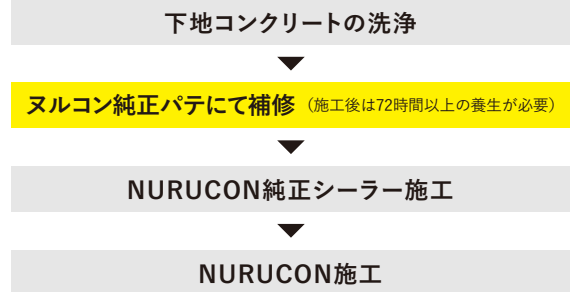 下地コンクリートの洗浄
ヌルコン純正パテにて補修（施工後は72時間以上の養生が必要）
NURUCON純正シーラー施工
NURUCON施工